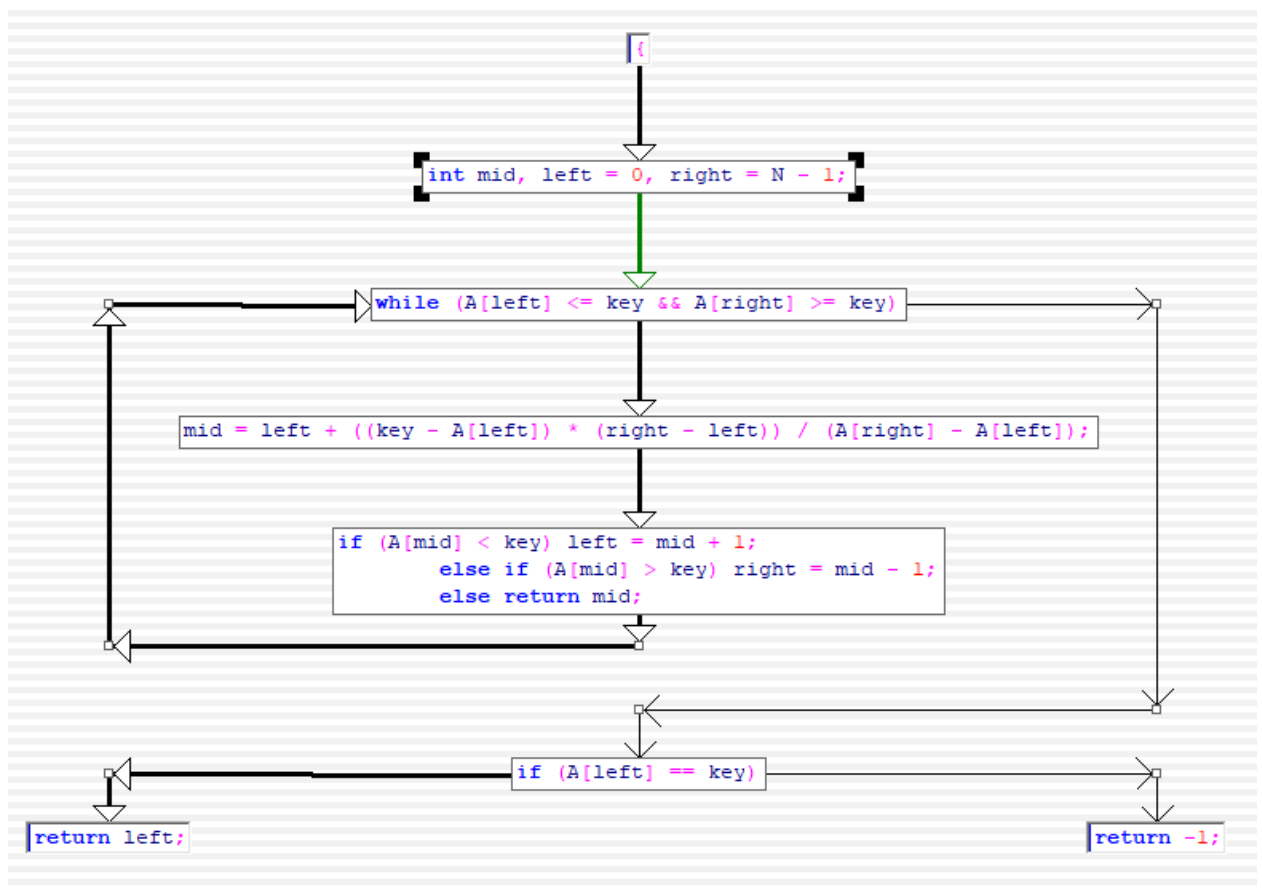 {
int mid, left = 0, right = N - 1;
while (A[left] <= key && A[right] >= key)
mid = left + ((key - A[left]) * (right - left)) / (A[right] - A[left]);
if (A[mid] < key) left = mid + 1;
else if (A[mid] > key) right = mid - 1;
else return mid;
if (A[left] == key)
return left;
return -1;